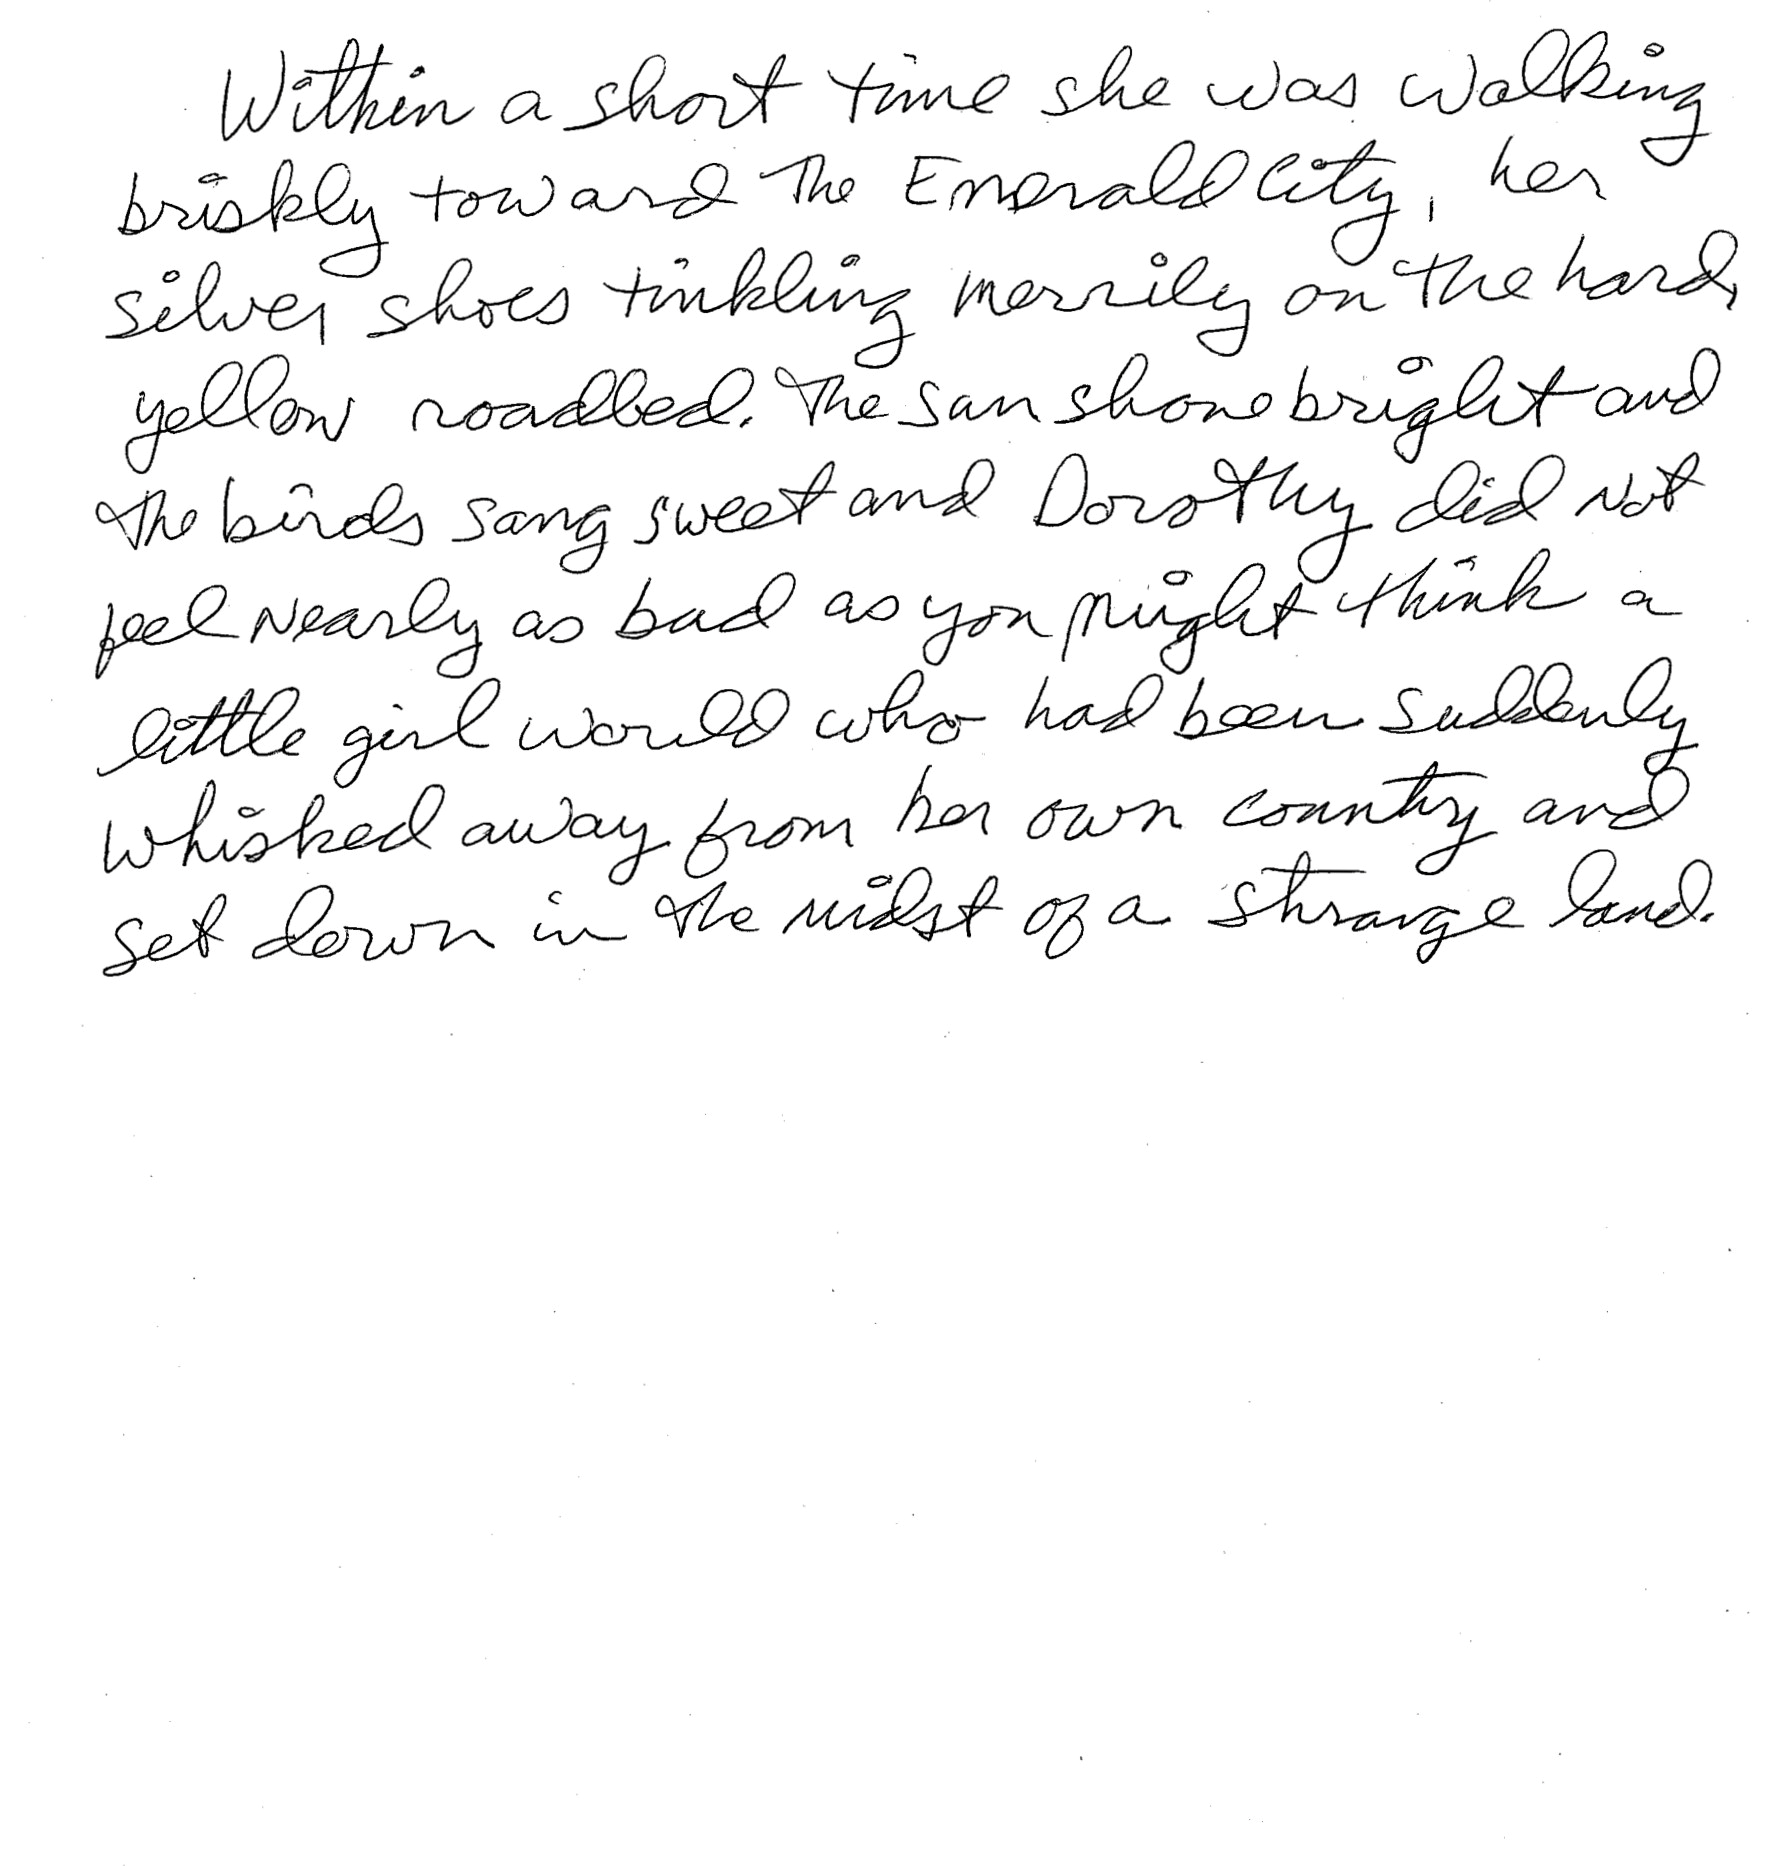 Within a short time she was walking
briskly toward the Emerald City, her
silver shoes tinkling merrily on the hard,
yellow roadbed. The sun shone bright and
the birds sang sweet and Dorothy did not
feel nearly as bad as you might think a
little girl would who had been suddenly
whisked away from her own country and
set down in the midst of a strange land.